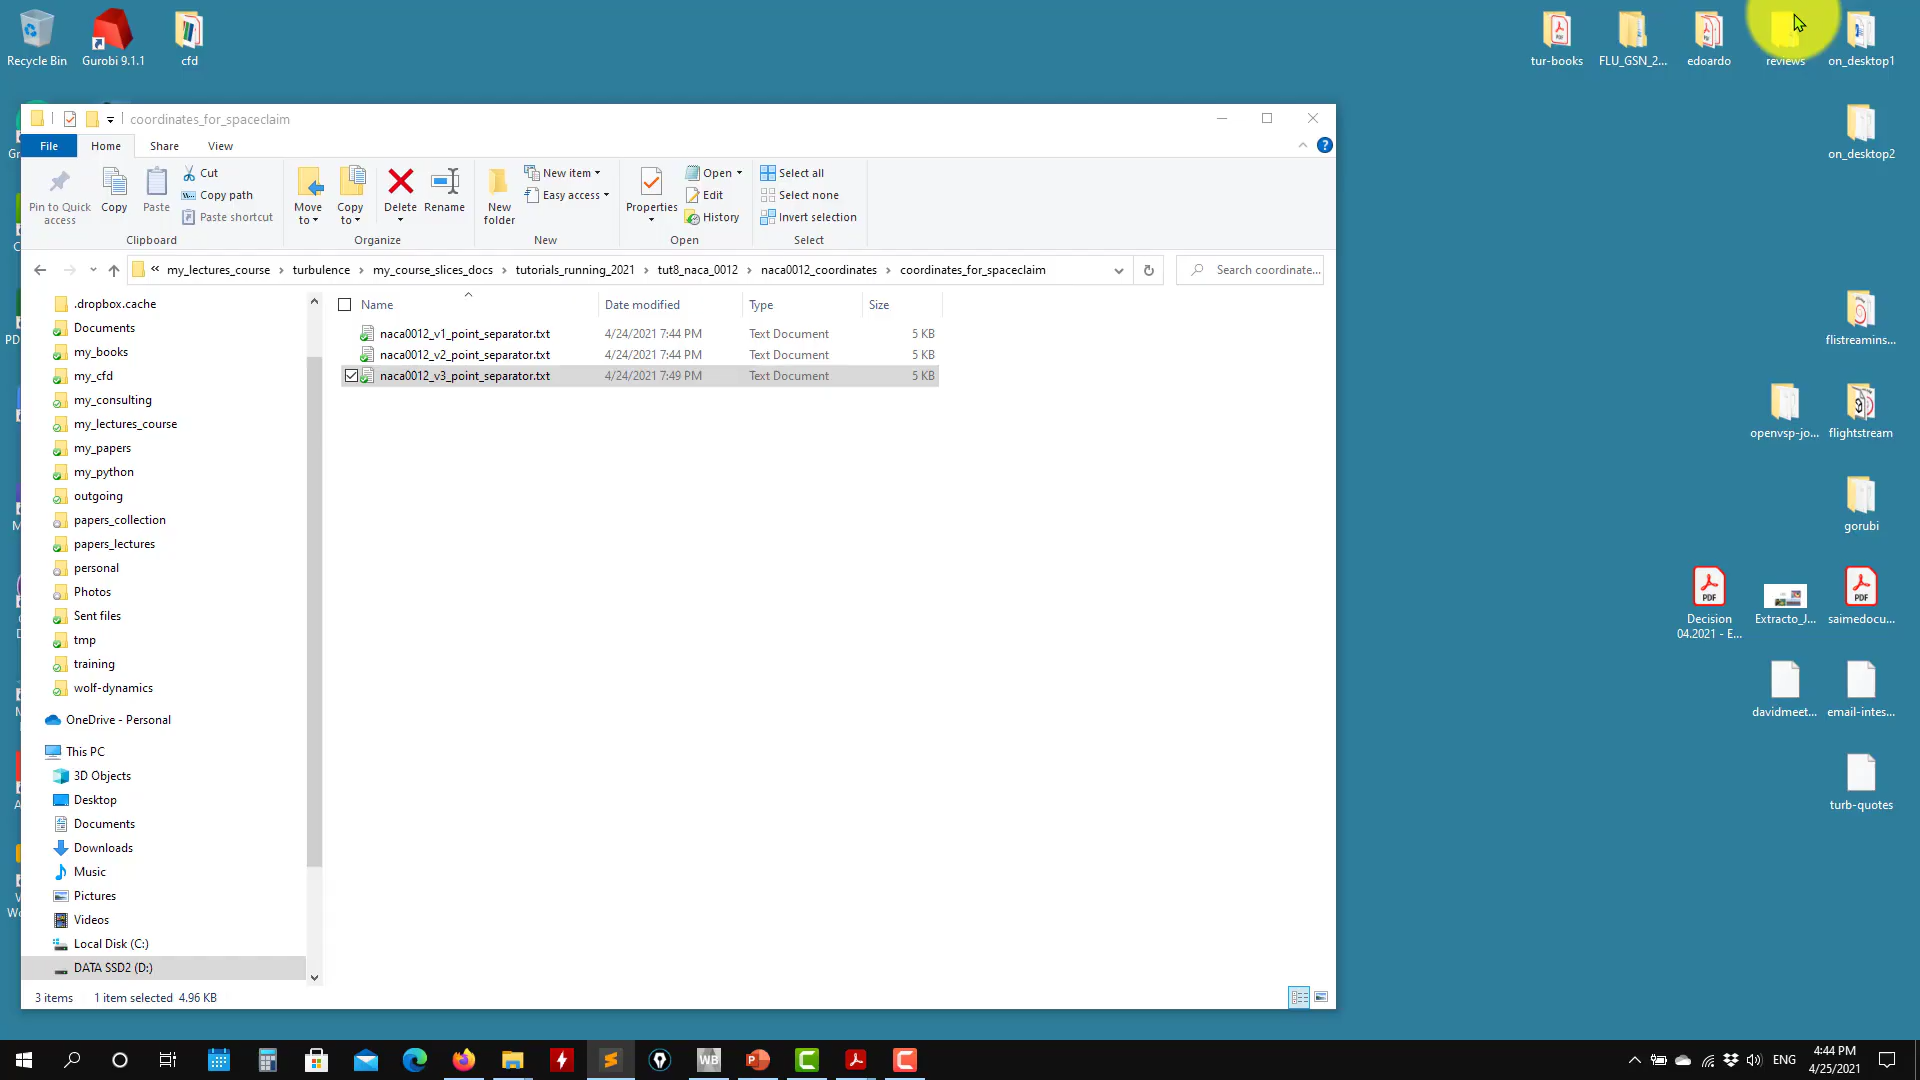 Recycle Bin
Gurobi 9.1.1
cfd
tur-books
FLU_GSN_2...
edoardo
reviews
on_desktop1
coordinates_for_spaceclaim
File
Home
Share
View
Pin to Quick
access
Copy
Paste
Cut
Copy path
Paste shortcut
Clipboard
Move
to
Copy
to
Delete
Rename
Organize
New
folder
New item
Easy access
New
Properties
Open
Edit
History
Open
Select all
Select none
Invert selection
Select
« my_lectures_course › turbulence › my_course_slices_docs › tutorials_running_2021 › tut8_naca_0012 › naca0012_coordinates › coordinates_for_spaceclaim
Search coordinate...
.dropbox.cache
Documents
my_books
my_cfd
my_consulting
my_lectures_course
my_papers
my_python
outgoing
papers_collection
papers_lectures
personal
Photos
Sent files
tmp
training
wolf-dynamics
OneDrive - Personal
This PC
3D Objects
Desktop
Documents
Downloads
Music
Pictures
Videos
Local Disk (C:)
DATA SSD2 (D:)
Name Date modified Type Size
naca0012_v1_point_separator.txt 4/24/2021 7:44 PM Text Document 5 KB
naca0012_v2_point_separator.txt 4/24/2021 7:44 PM Text Document 5 KB
naca0012_v3_point_separator.txt 4/24/2021 7:49 PM Text Document 5 KB
3 items 1 item selected 4.96 KB
on_desktop2
flistreamins...
openvsp-jo...
flightstream
gorubi
PDF
Decision
04.2021 - E...
Extracto_J...
PDF
saimedocu...
davidmeet...
email-intes...
turb-quotes
WB
ENG
4:44 PM
4/25/2021